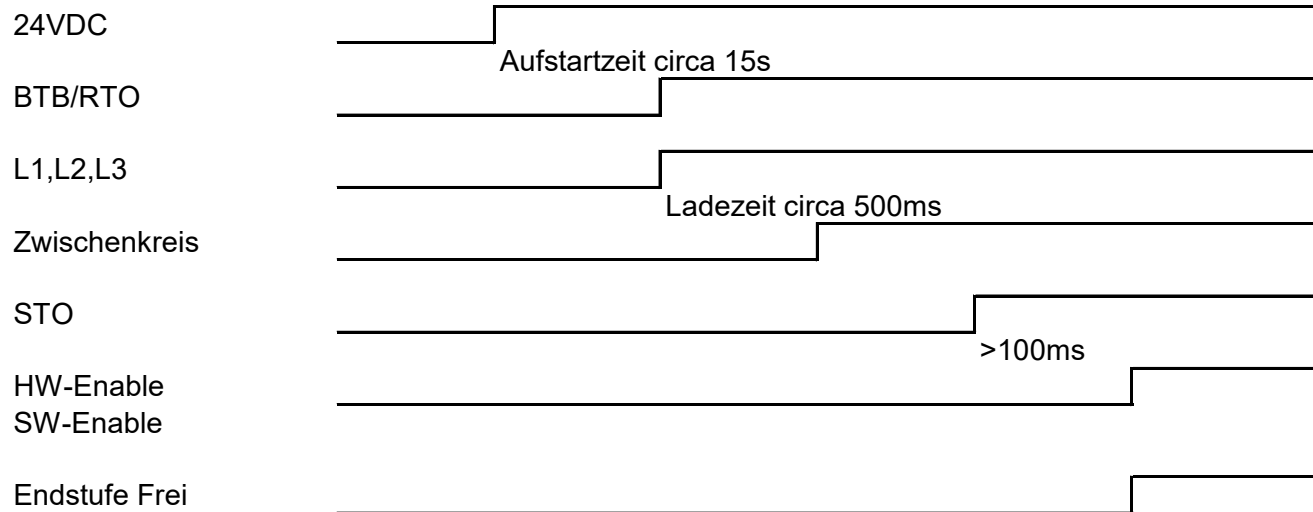 24VDC
Aufstartzeit circa 15s
BTB/RTO
L1,L2,L3
Ladezeit circa 500ms
Zwischenkreis
STO
>100ms
HW-Enable
SW-Enable
Endstufe Frei